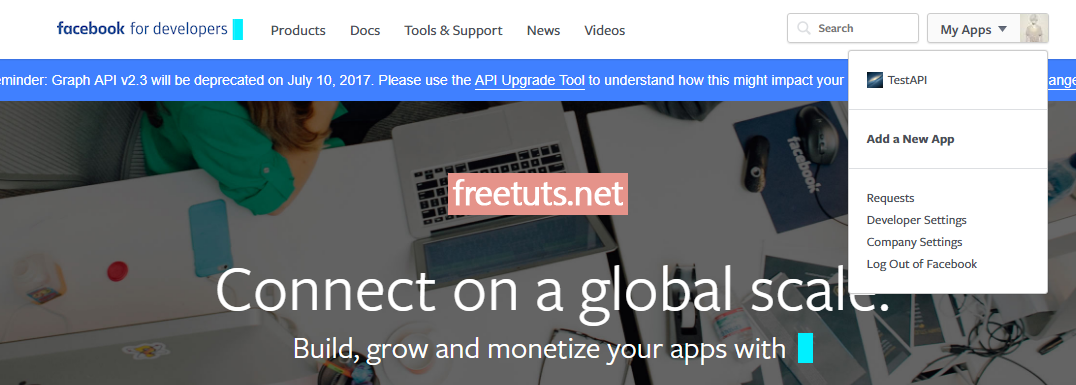 facebook for developers
Products
Docs
Tools & Support
News
Videos
Search
My Apps
eminder: Graph API v2.3 will be deprecated on July 10, 2017. Please use the API Upgrade Tool to understand how this might impact your
ange
TestAPI
Add a New App
Requests
Developer Settings
Company Settings
Log Out of Facebook
facebook
freetuts.net
Connect on a global scale.
Build, grow and monetize your apps with